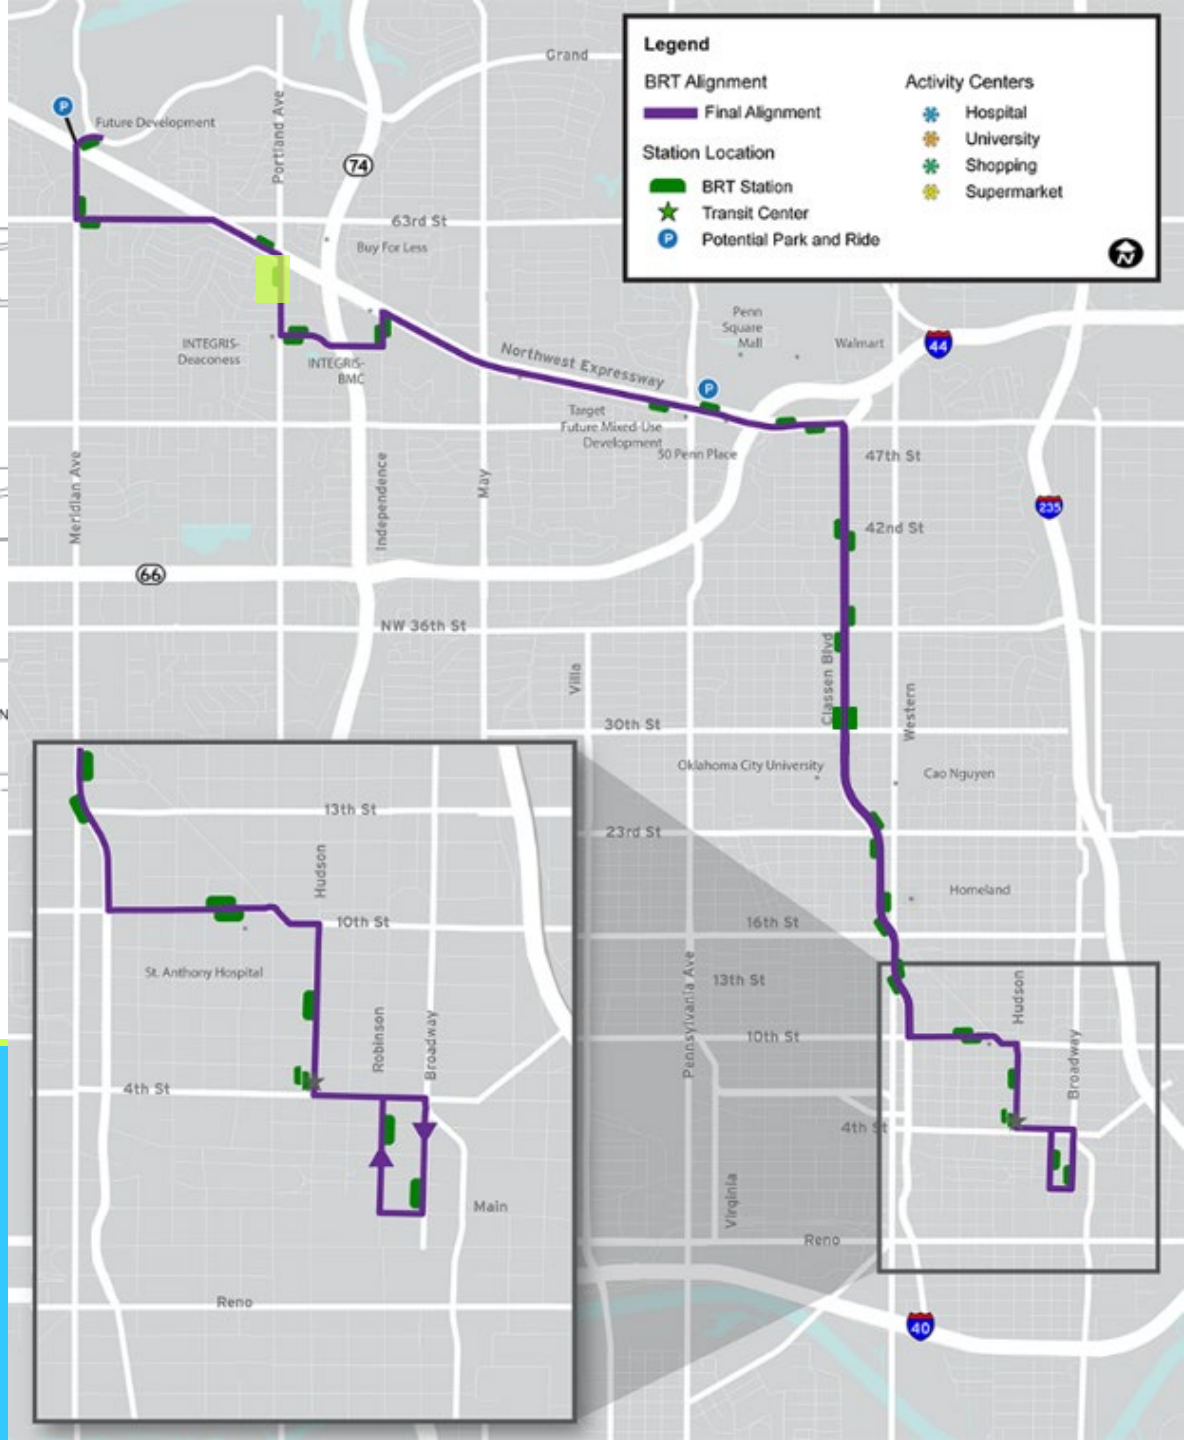 Legend
BRT Alignment
Final Alignment
Station Location
BRT Station
Transit Center
P
Potential Park and Ride
Activity Centers
Hospital
University
Shopping
Supermarket
N
Grand
P
Future Development
Portland Ave
74
63rd St
Buy For Less
INTEGRIS-
Deaconess
INTEGRIS-
BMC
Northwest Expressway
Penn
Square
Mall
Walmart
44
P
Target
Future Mixed-Use
Development
50 Penn Place
47th St
Meridian Ave
Independence
May
235
42nd St
66
NW 36th St
Villa
Classen Blvd
Western
30th St
N
Oklahoma City University
Cao Nguyen
23rd St
Homeland
16th St
Pennsylvania Ave
13th St
Hudson
10th St
Broadway
4th St
Virginia
Reno
40
13th St
Hudson
10th St
St. Anthony Hospital
Robinson
Broadway
4th St
Main
Reno